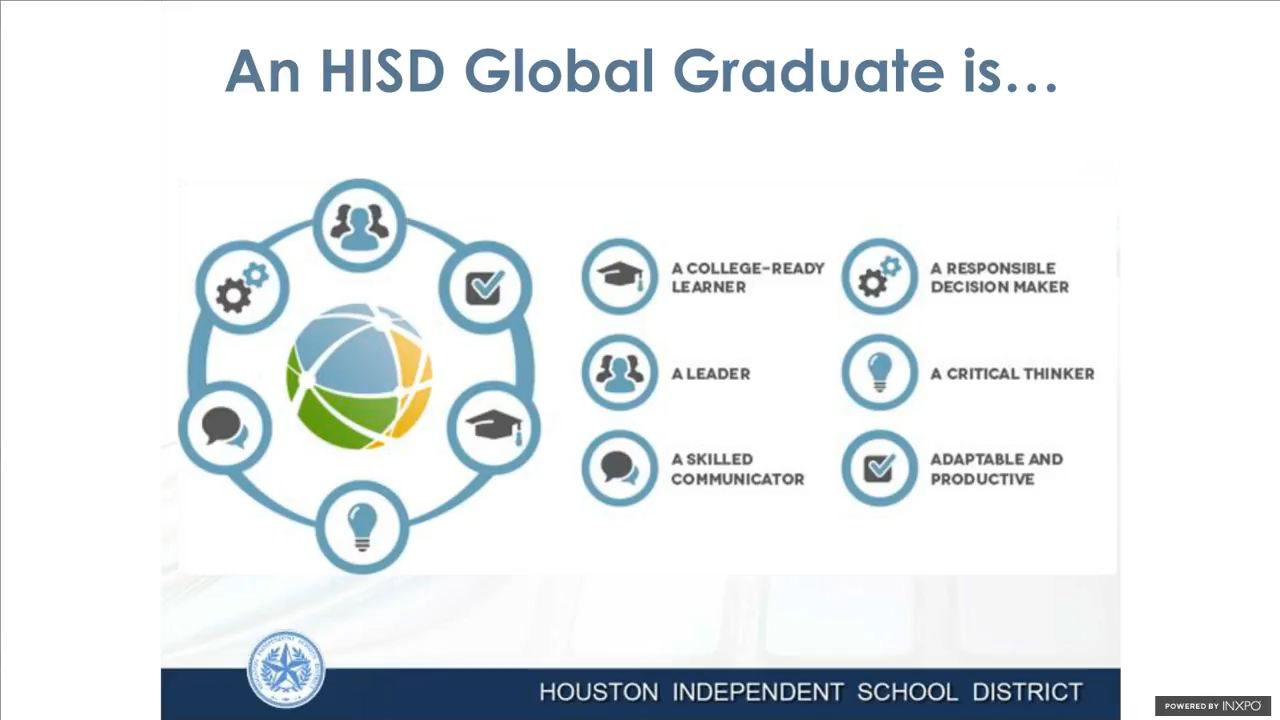 An HISD Global Graduate is...
A COLLEGE-READY
LEARNER
A RESPONSIBLE
DECISION MAKER
A LEADER
A CRITICAL THINKER
A SKILLED
COMMUNICATOR
ADAPTABLE AND
PRODUCTIVE
HOUSTON INDEPENDENT SCHOOL DISTRICT
POWERED BY INXPO